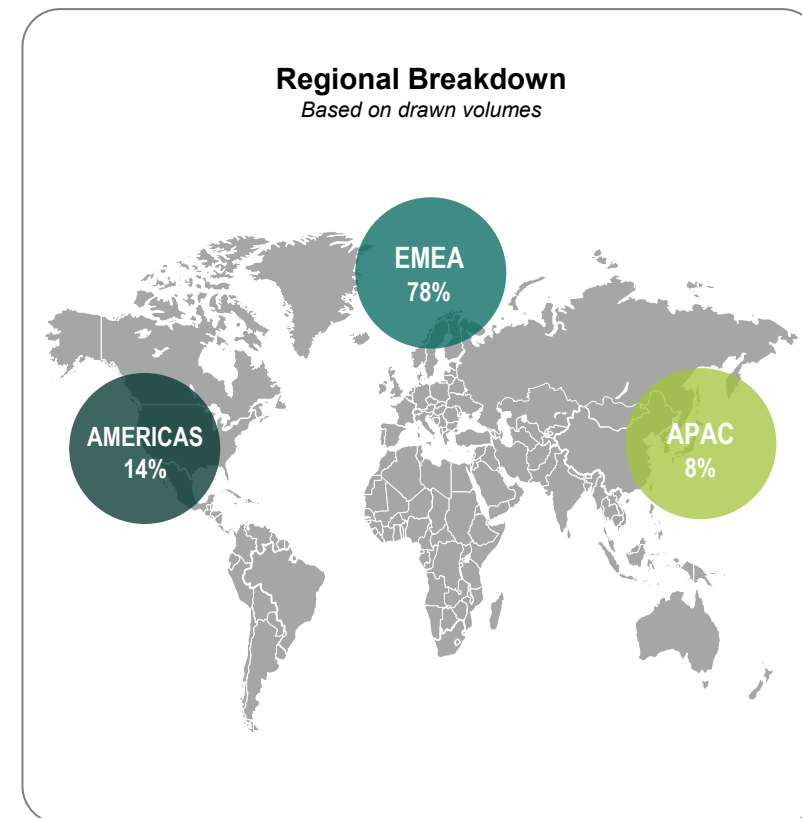 Regional Breakdown
Based on drawn volumes
EMEA
78%
AMERICAS
14%
APAC
8%